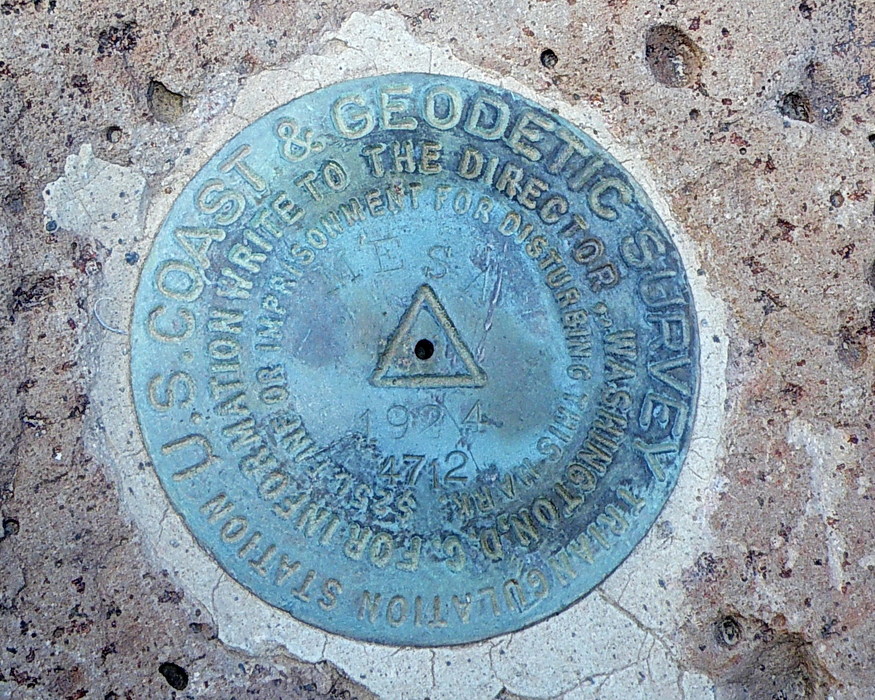 U.S. COAST & GEODETIC SURVEY
TRIANGULATION STATION
WRITE TO THE DIRECTOR, WASHINGTON, D.C. FOR INFORMATION
FINE OR IMPRISONMENT FOR DISTURBING THIS MARK
1924
4712